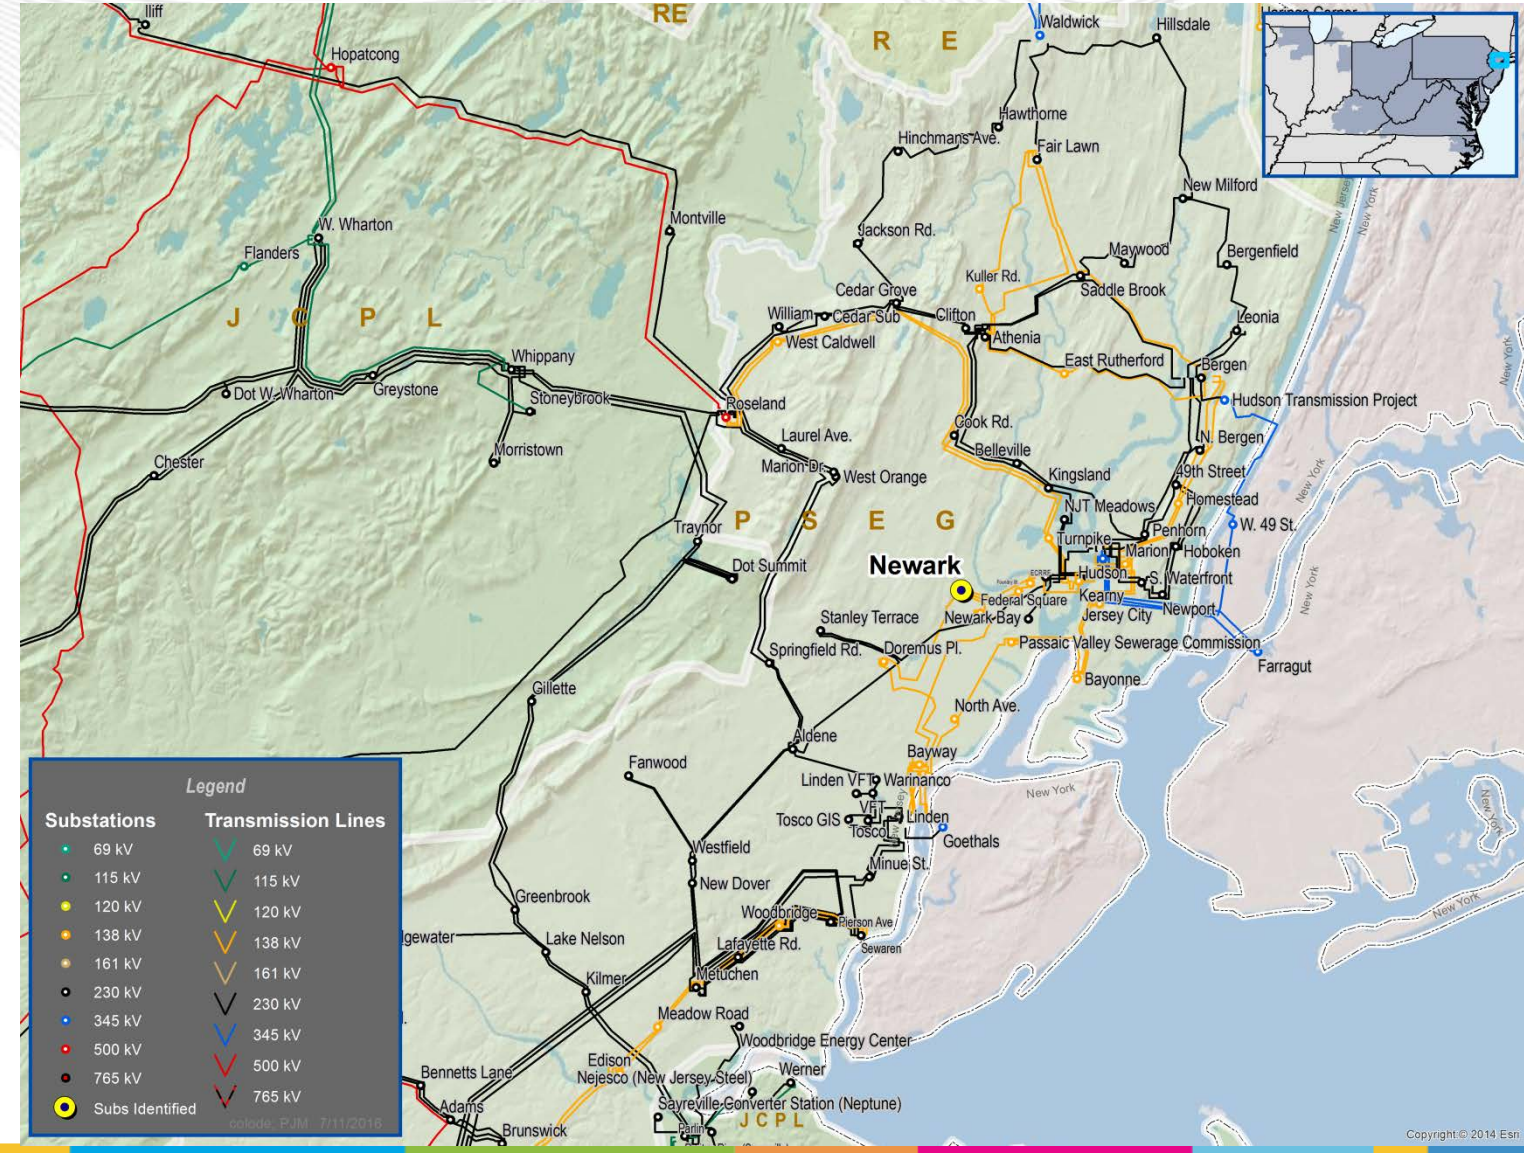 Iliff
RE
Waldwick
Hillsdale
Hopatcong
R E
Hawthorne
Hinchmans Ave.
Fair Lawn
New Milford
New Jersey
New York
W. Wharton
Montville
Flanders
Jackson Rd.
Maywood
Bergenfield
Kuller Rd.
Saddle Brook
Cedar Grove
J C P L
William
Cedar Sub
Clifton
Leonia
West Caldwell
Athenia
Whippany
East Rutherford
Bergen
New York
Dot W. Wharton
Greystone
Stoneybrook
Roseland
Hudson Transmission Project
Laurel Ave.
Cook Rd.
N. Bergen
Morristown
Marion Dr.
Belleville
Chester
West Orange
Kingsland
49th Street
New York
Homestead
NJT Meadows
P S E G
Traynor
Turnpike
Penhorn
W. 49 St.
Marion
Hoboken
Dot Summit
Newark
ECRRF
Hudson
S. Waterfront
New York
Federal Square
Kearny
Newark Bay
Jersey City
Newport
Stanley Terrace
Springfield Rd.
Doremus Pl.
Passaic Valley Sewerage Commission
Farragut
Bayonne
Gillette
North Ave.
Aldene
Bayway
Fanwood
Linden VFT
Warinanco
New York
New York
VFT
Tosco GIS
Tosco
Linden
Goethals
Westfield
Minue St.
New Dover
Greenbrook
New York
Woodbridge
Pierson Ave
dgewater
Lake Nelson
Lafayette Rd.
Sewaren
Kilmer
Metuchen
Meadow Road
Woodbridge Energy Center
Edison
Bennetts Lane
Nejesco (New Jersey Steel)
Werner
Adams
Sayreville Converter Station (Neptune)
J C P L
Brunswick
Parlin
Legend
Substations Transmission Lines
69 kV 69 kV
115 kV 115 kV
120 kV 120 kV
138 kV 138 kV
161 kV 161 kV
230 kV 230 kV
345 kV 345 kV
500 kV 500 kV
765 kV 765 kV
Subs Identified
colode, PJM 7/11/2016
Copyright:© 2014 Esri